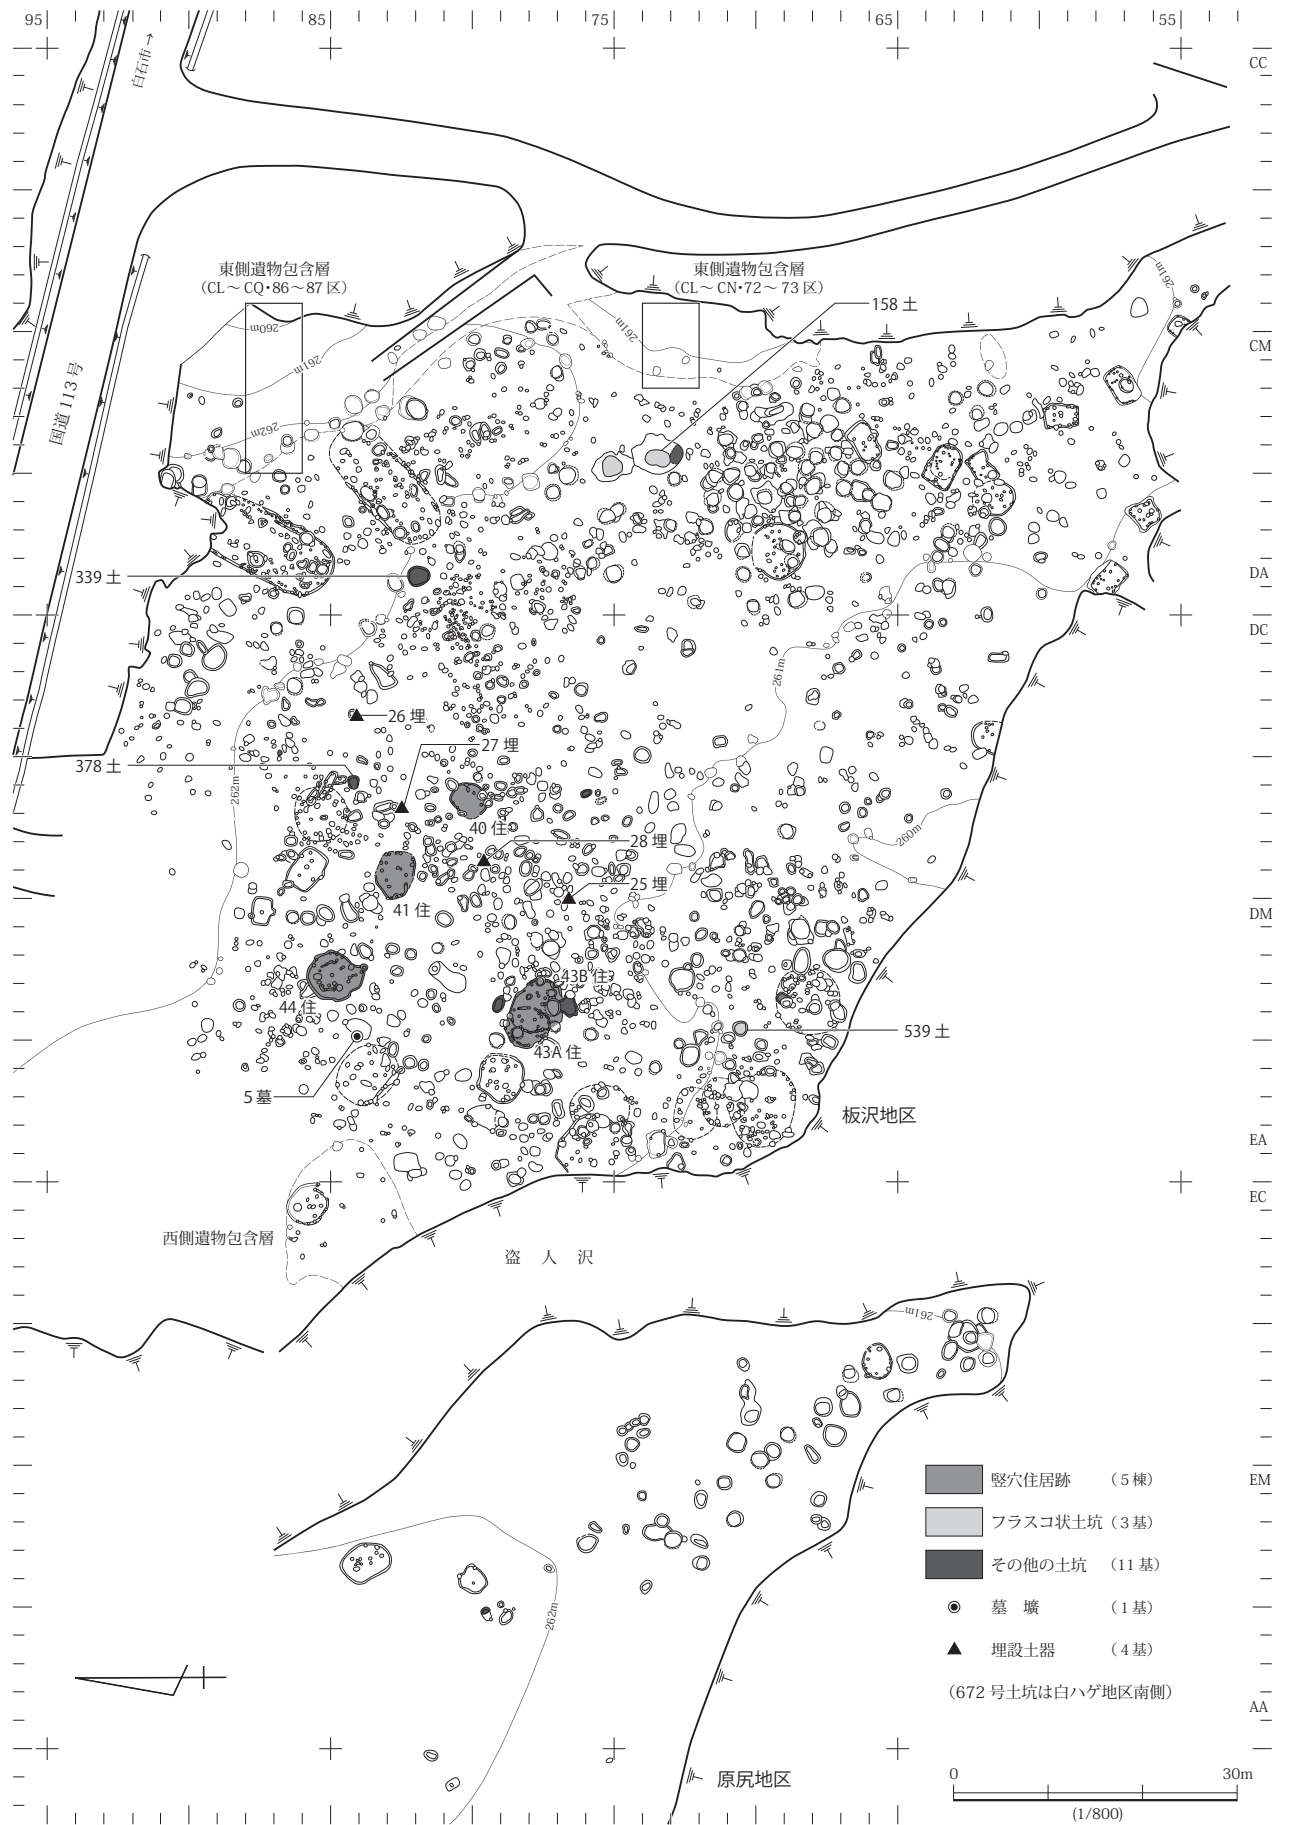 95
85
75
65
55
CC
白石市→
東側遺物包含層
（CL～CQ・86～87区）
東側遺物包含層
（CL～CN・72～73区）
158土
261m
260m
261m
261m
CM
国道113号
262m
339土
DA
DC
261m
26埋
27埋
378土
262m
40住
28埋
260m
25埋
41住
DM
43B住
44住
539土
43A住
5墓
板沢地区
EA
EC
西側遺物包含層
盗　人　沢
261m
竪穴住居跡　（5棟）
EM
フラスコ状土坑（3基）
その他の土坑　（11基）
墓　壙　（1基）
262m
埋設土器　（4基）
（672号土坑は白ハゲ地区南側）
AA
原尻地区
0　30m
(1/800)